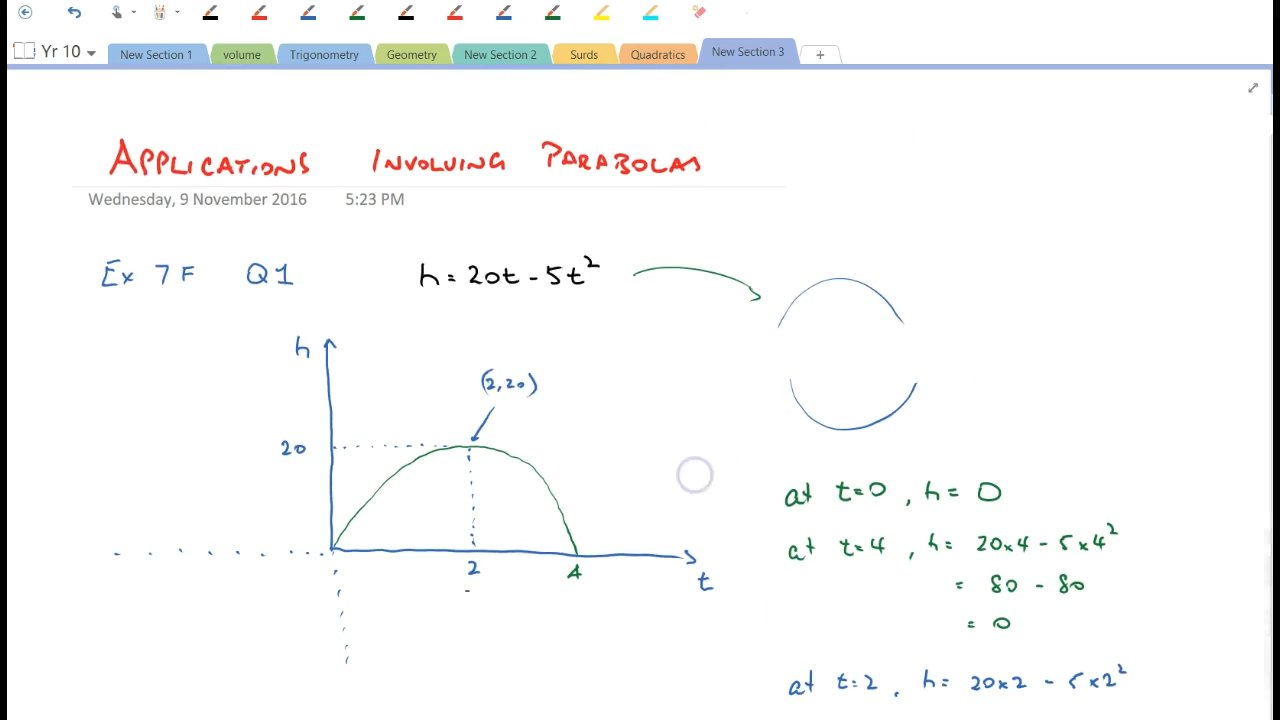 Yr 10 New Section 1 volume Trigonometry Geometry New Section 2 Surds Quadratics New Section 3 +
APPLICATIONS INVOLVING PARABOLAS
Wednesday, 9 November 2016 5:23 PM
Ex 7F Q1 h = 20t - 5t²
h
(2,20)
20
2
4
t
at t=0, h= 0
at t=4, h= 20×4 - 5×4²
= 80 - 80
= 0
at t=2, h= 20×2 - 5×2²